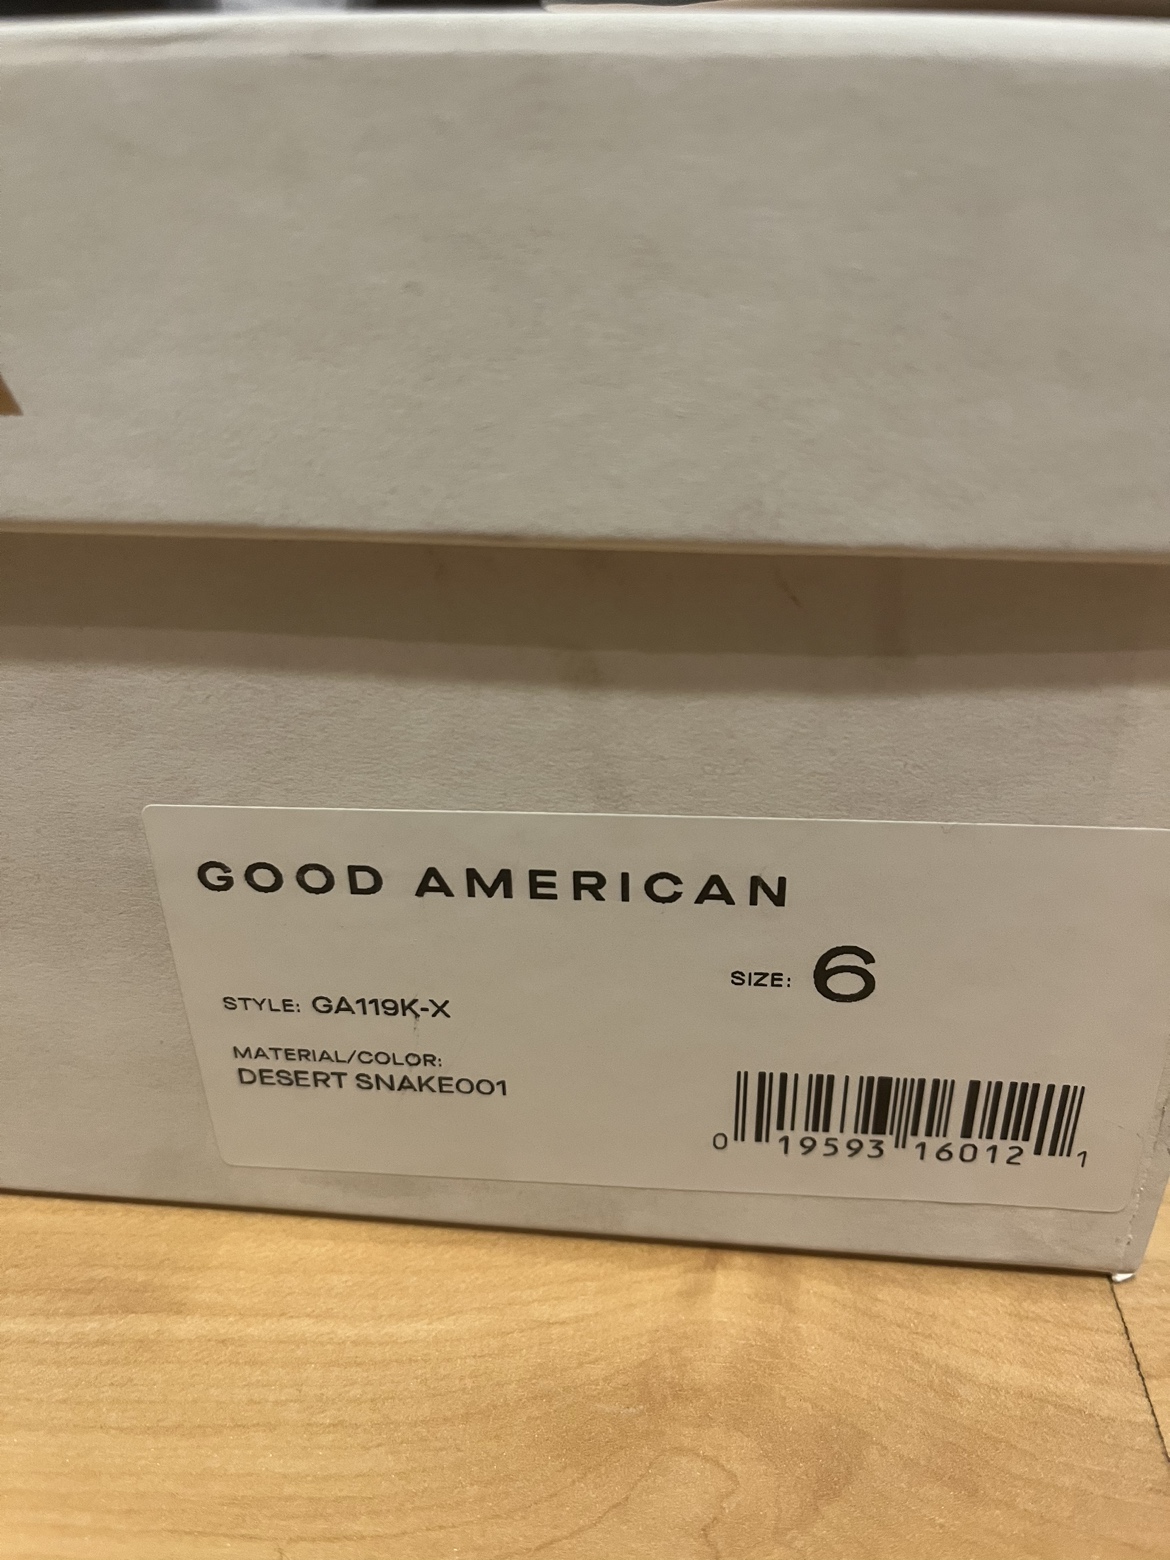 GOOD AMERICAN
SIZE: 6
STYLE: GA119K-X
MATERIAL/COLOR:
DESERT SNAKE001
0 19593 16012 1